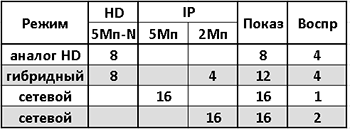 Режим HD IP Показ Воспр
5Мп-N 5Мп 2Мп
аналог HD 8 8 4
гибридный 8 4 12 4
сетевой 16 16 1
сетевой 16 16 2